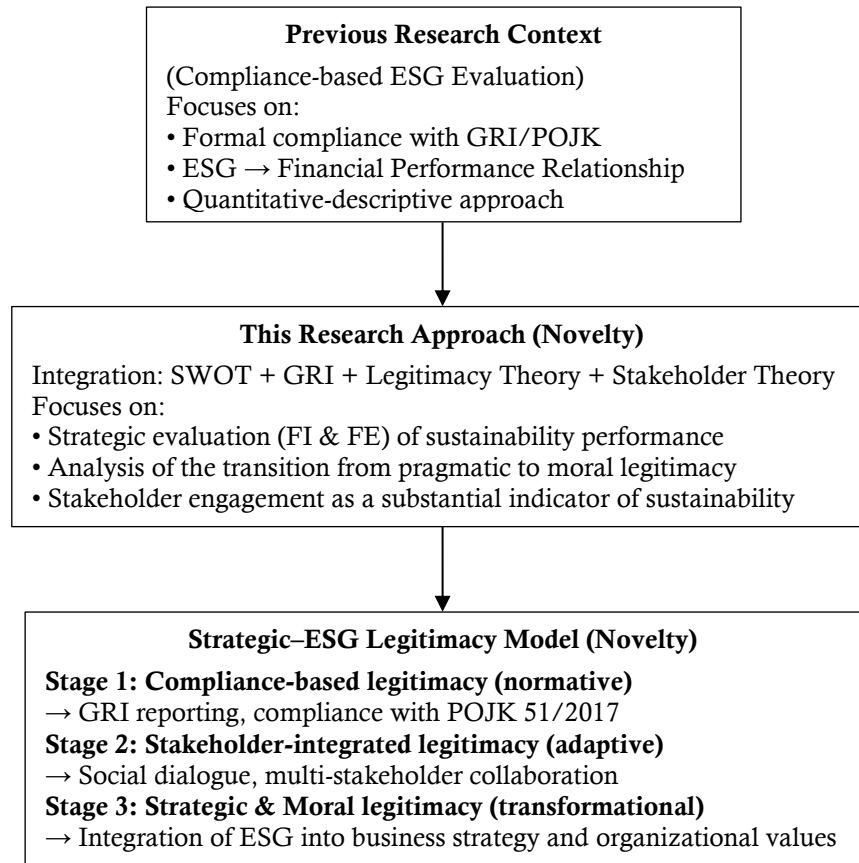 Previous Research Context
(Compliance-based ESG Evaluation)
Focuses on:
• Formal compliance with GRI/POJK
• ESG → Financial Performance Relationship
• Quantitative-descriptive approach
This Research Approach (Novelty)
Integration: SWOT + GRI + Legitimacy Theory + Stakeholder Theory
Focuses on:
• Strategic evaluation (FI & FE) of sustainability performance
• Analysis of the transition from pragmatic to moral legitimacy
• Stakeholder engagement as a substantial indicator of sustainability
Strategic–ESG Legitimacy Model (Novelty)
Stage 1: Compliance-based legitimacy (normative)
→ GRI reporting, compliance with POJK 51/2017
Stage 2: Stakeholder-integrated legitimacy (adaptive)
→ Social dialogue, multi-stakeholder collaboration
Stage 3: Strategic & Moral legitimacy (transformational)
→ Integration of ESG into business strategy and organizational values